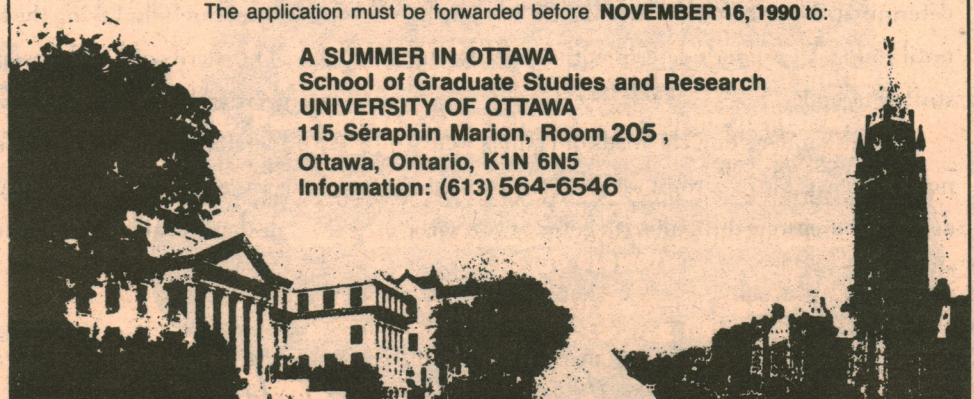 The application must be forwarded before NOVEMBER 16, 1990 to:
A SUMMER IN OTTAWA
School of Graduate Studies and Research
UNIVERSITY OF OTTAWA
115 Séraphin Marion, Room 205,
Ottawa, Ontario, K1N 6N5
Information: (613) 564-6546